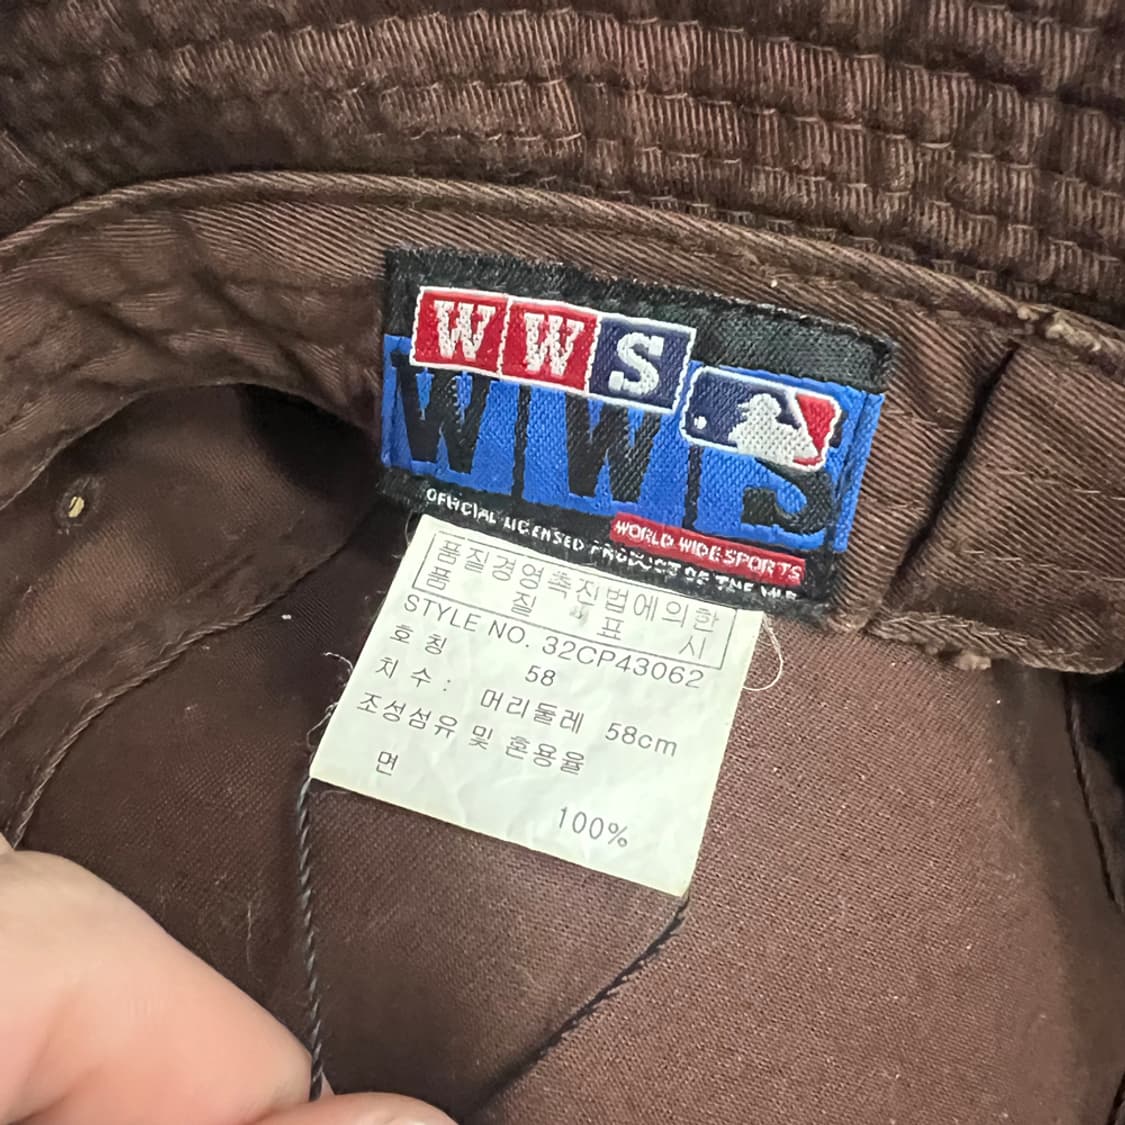 WWS
WWS
OFFICIAL LICENSED PRODUCT OF THE MLB
WORLD WIDE SPORTS
품질경영촉진법에의한
품 질 표 시
STYLE NO. 32CP43062
호 칭 58
치 수 : 머리둘레 58cm
조성섬유 및 혼용율
면 100%